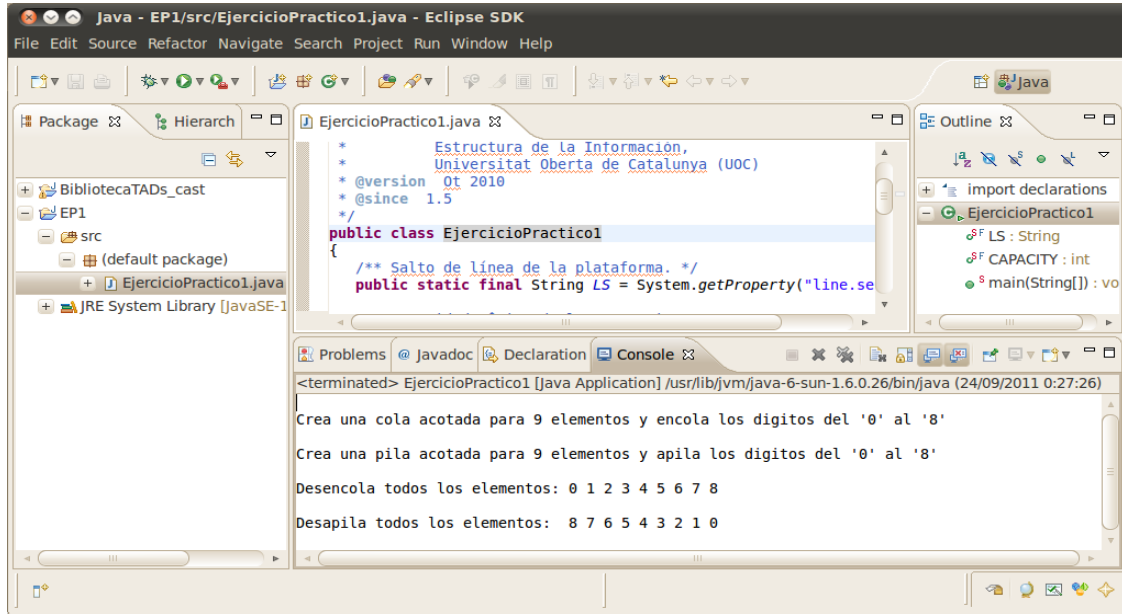 Java - EP1/src/EjercicioPractico1.java - Eclipse SDK
File Edit Source Refactor Navigate Search Project Run Window Help
Java
Package
Hierarch
BibliotecaTADs_cast
EP1
src
(default package)
EjercicioPractico1.java
JRE System Library [JavaSE-1
EjercicioPractico1.java
* Estructura de la Información,
* Universitat Oberta de Catalunya (UOC)
* @version Qt 2010
* @since 1.5
*/
public class EjercicioPractico1
{
/** Salto de línea de la plataforma. */
public static final String LS = System.getProperty("line.se
Outline
import declarations
EjercicioPractico1
LS : String
CAPACITY : int
main(String[]) : vo
Problems @ Javadoc Declaration Console
<terminated> EjercicioPractico1 [Java Application] /usr/lib/jvm/java-6-sun-1.6.0.26/bin/java (24/09/2011 0:27:26)
Crea una cola acotada para 9 elementos y encola los digitos del '0' al '8'
Crea una pila acotada para 9 elementos y apila los digitos del '0' al '8'
Desencola todos los elementos: 0 1 2 3 4 5 6 7 8
Desapila todos los elementos: 8 7 6 5 4 3 2 1 0